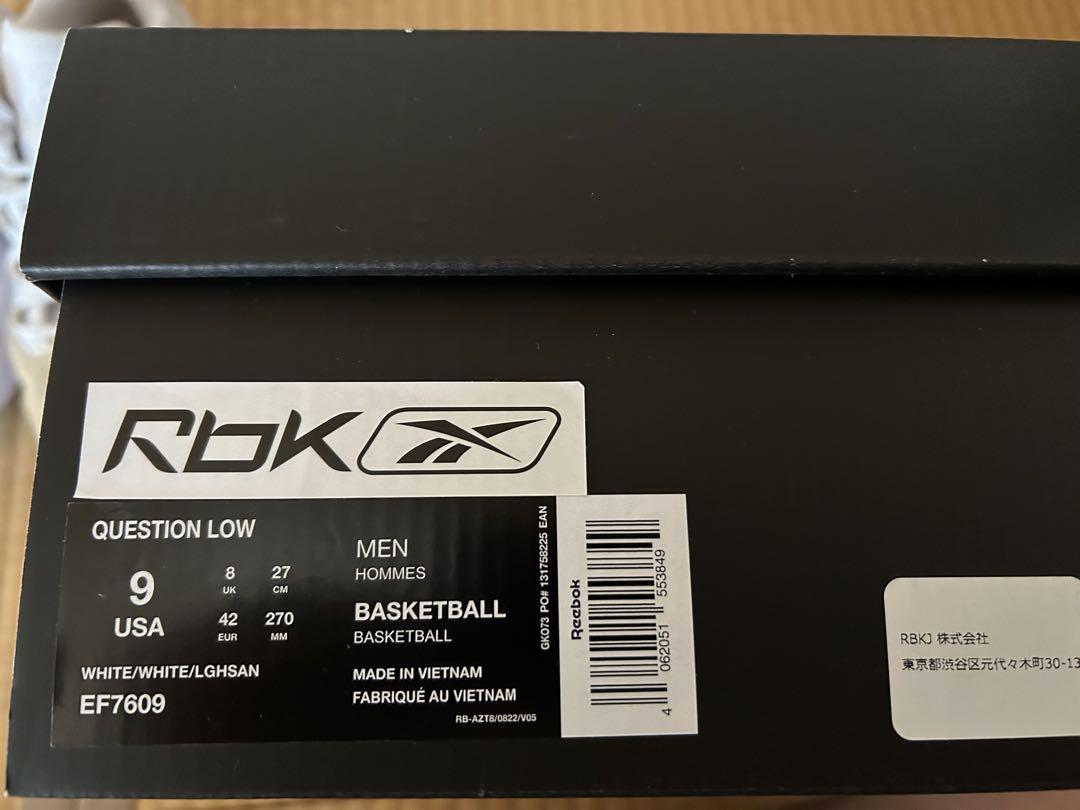 RbK
QUESTION LOW
9
USA
8
UK
27
CM
42
EUR
270
MM
WHITE/WHITE/LGHSAN
EF7609
MEN
HOMMES
BASKETBALL
BASKETBALL
MADE IN VIETNAM
FABRIQUÉ AU VIETNAM
RB-AZT8/0822/V05
GKO73 PO# 131758225 EAN
Reebok
4 062051 553849
RBKJ 株式会社
東京都渋谷区元代々木町30-13